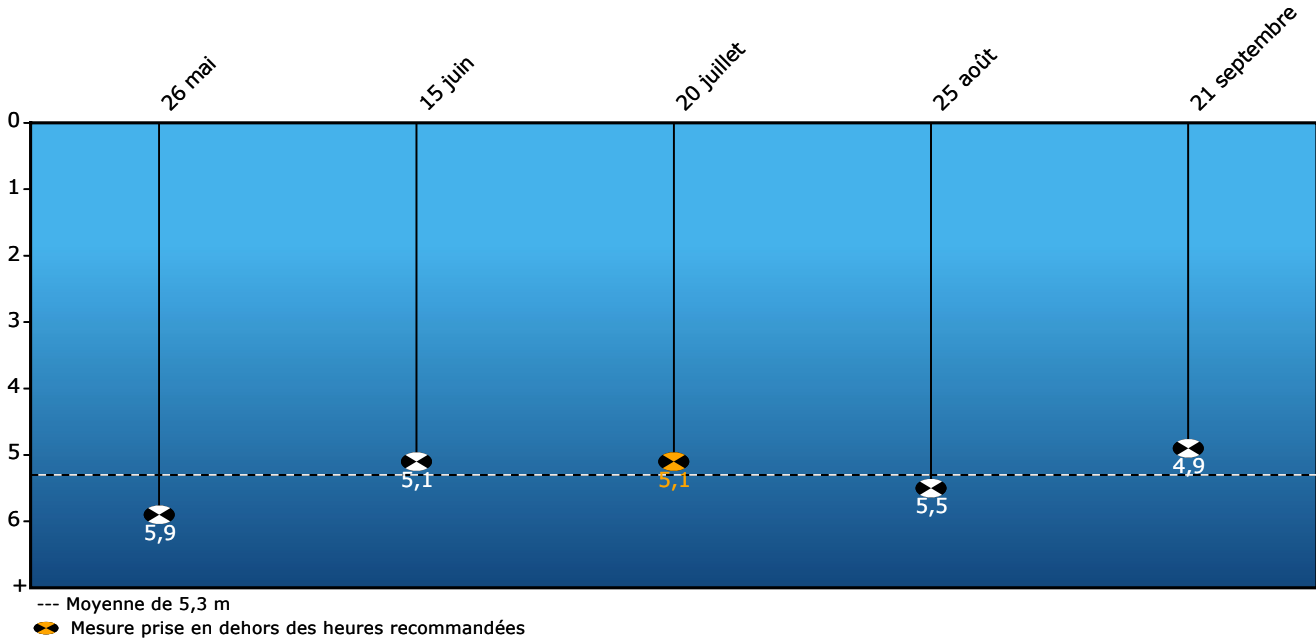 26 mai
15 juin
20 juillet
25 août
21 septembre
0
1
2
3
4
5
6
+
5,9
5,1
5,1
5,5
4,9
--- Moyenne de 5,3 m
Mesure prise en dehors des heures recommandées